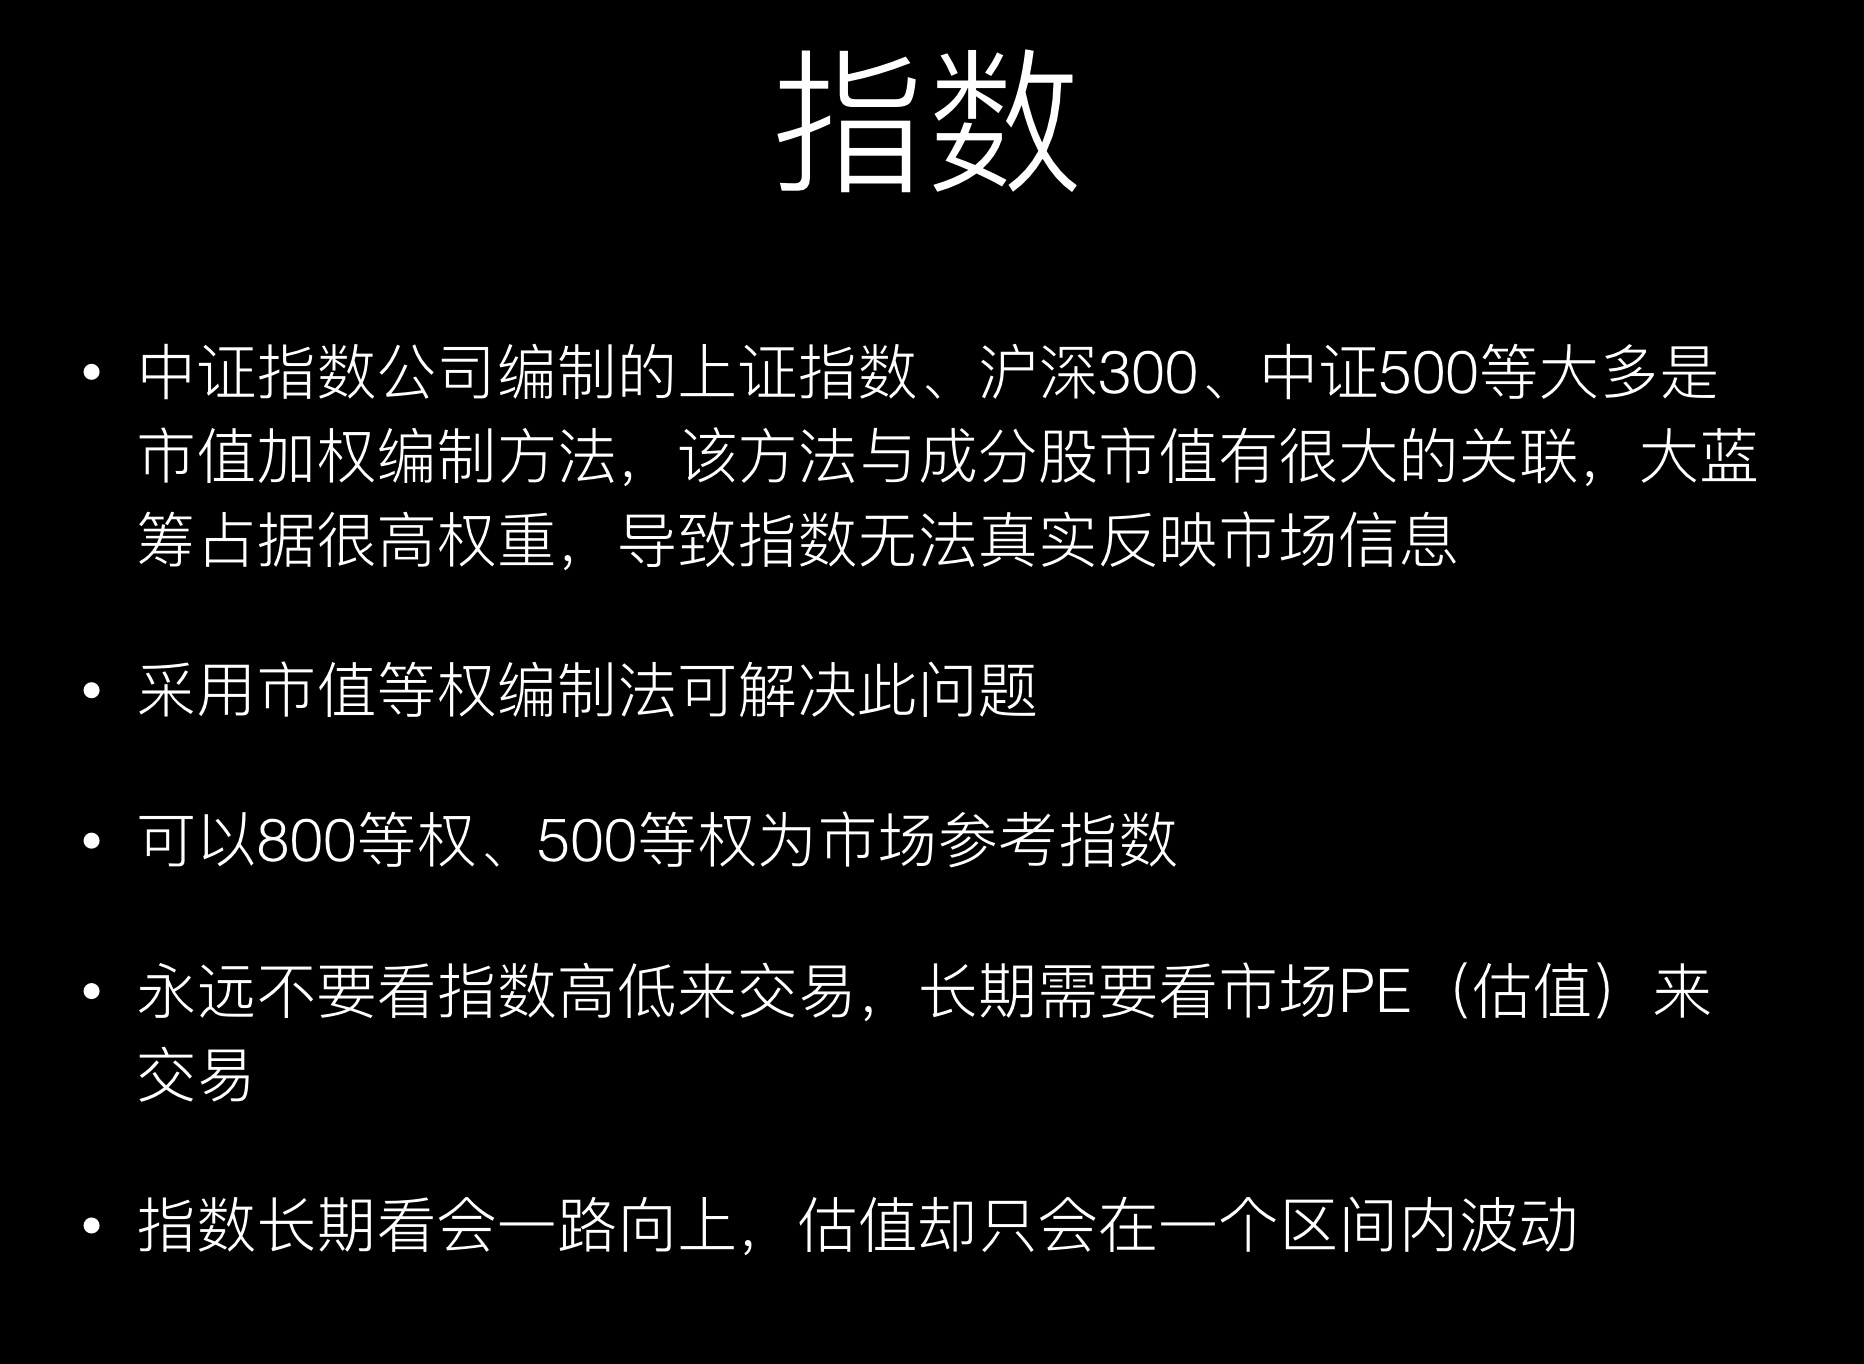 指数
• 中证指数公司编制的上证指数、沪深300、中证500等大多是
市值加权编制方法，该方法与成分股市值有很大的关联，大蓝
筹占据很高权重，导致指数无法真实反映市场信息
• 采用市值等权编制法可解决此问题
• 可以800等权、500等权为市场参考指数
• 永远不要看指数高低来交易，长期需要看市场PE（估值）来
交易
• 指数长期看会一路向上，估值却只会在一个区间内波动